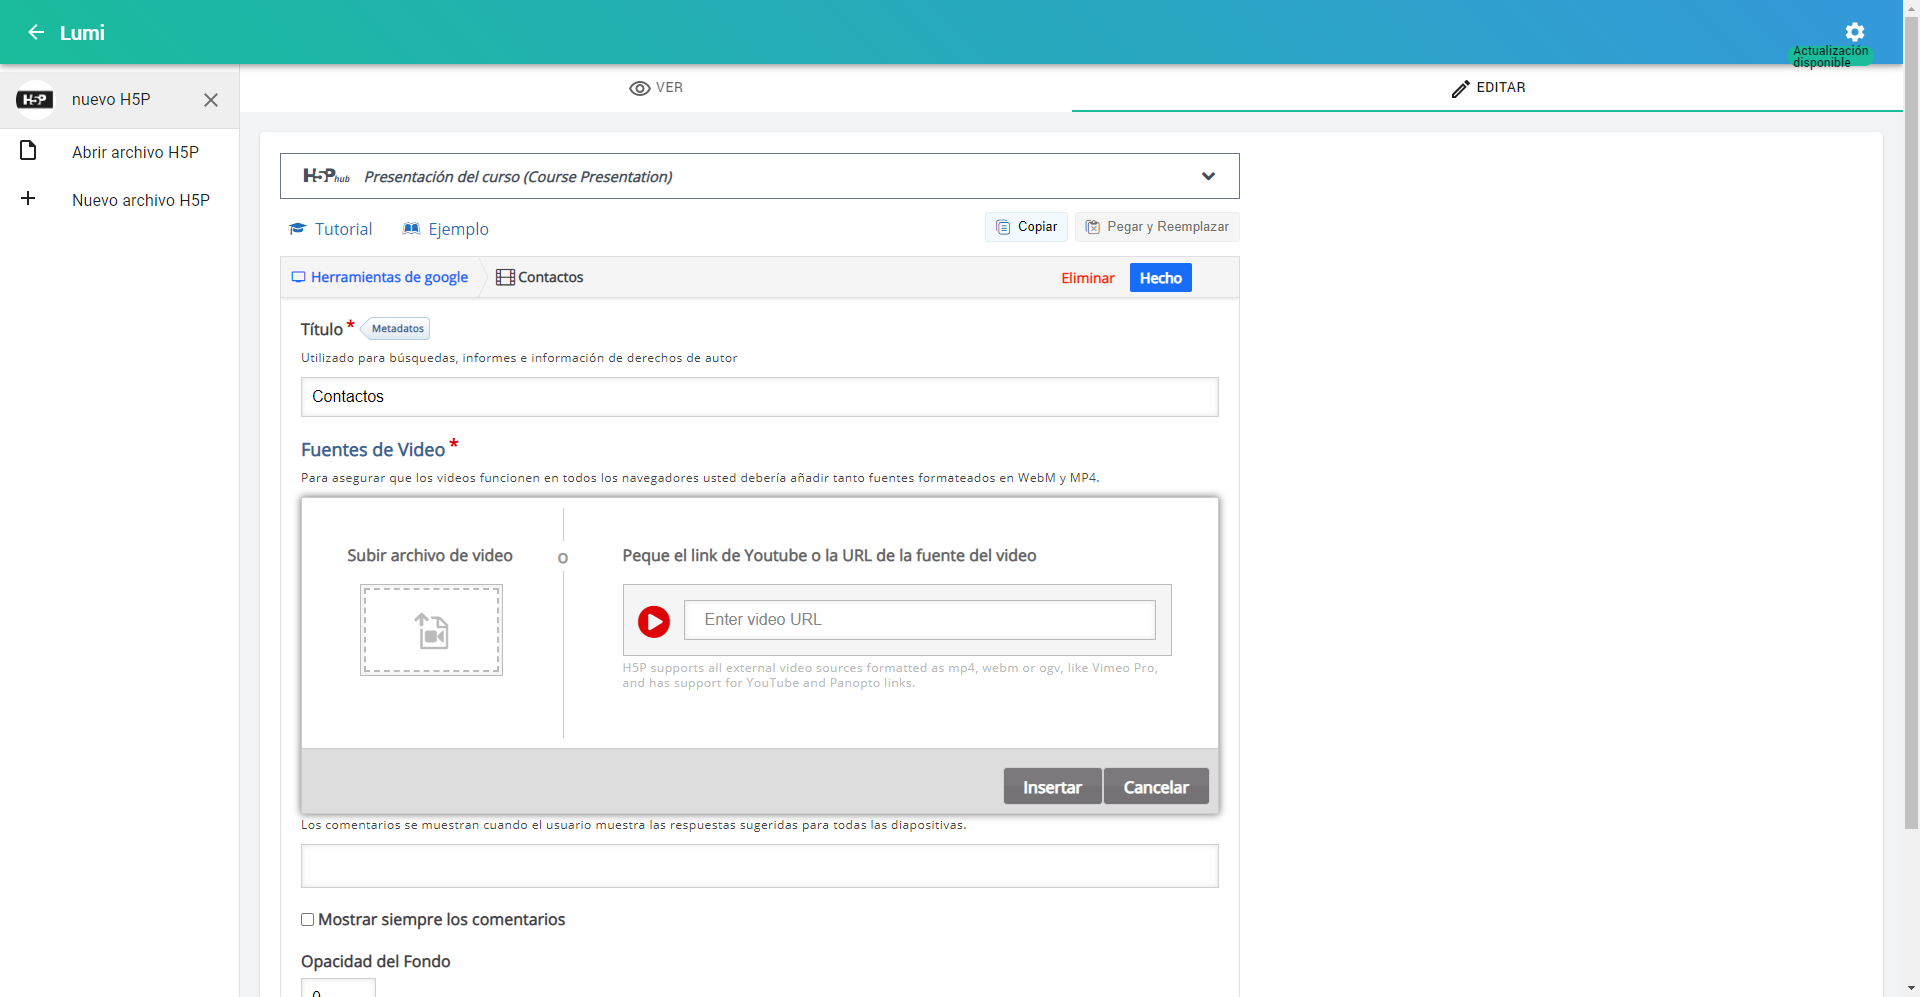 Lumi
Actualización
disponible
H5P
nuevo H5P
VER
EDITAR
Abrir archivo H5P
Nuevo archivo H5P
H5Phub
Presentación del curso (Course Presentation)
Tutorial
Ejemplo
Copiar
Pegar y Reemplazar
Herramientas de google
Contactos
Eliminar
Hecho
Título *
Metadatos
Utilizado para búsquedas, informes e información de derechos de autor
Contactos
Fuentes de Video *
Para asegurar que los videos funcionen en todos los navegadores usted debería añadir tanto fuentes formateados en WebM y MP4.
Subir archivo de video
o
Peque el link de Youtube o la URL de la fuente del video
Enter video URL
H5P supports all external video sources formatted as mp4, webm or ogv, like Vimeo Pro,
and has support for YouTube and Panopto links.
Insertar
Cancelar
Los comentarios se muestran cuando el usuario muestra las respuestas sugeridas para todas las diapositivas.
Mostrar siempre los comentarios
Opacidad del Fondo
0